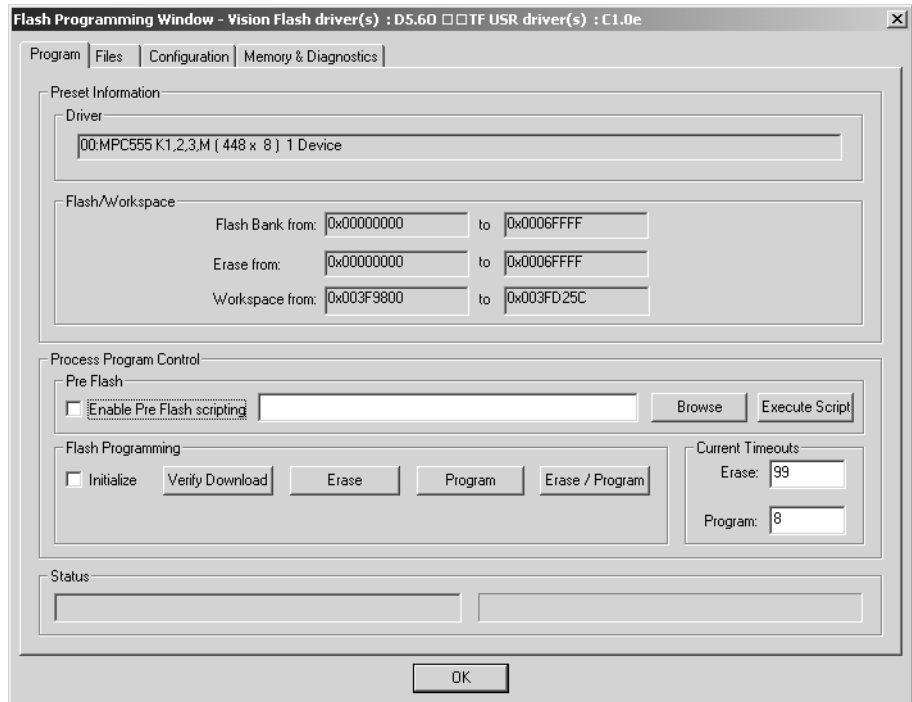 Flash Programming Window - Vision Flash driver(s) : D5.60 □□TF USR driver(s) : C1.0e
Program Files Configuration Memory & Diagnostics
Preset Information
Driver
00:MPC555 K1,2,3,M ( 448 x 8 ) 1 Device
Flash/Workspace
Flash Bank from: 0x00000000 to 0x0006FFFF
Erase from: 0x00000000 to 0x0006FFFF
Workspace from: 0x003F9800 to 0x003FD25C
Process Program Control
Pre Flash
Enable Pre Flash scripting Browse Execute Script
Flash Programming
Initialize Verify Download Erase Program Erase / Program
Current Timeouts
Erase: 99
Program: 8
Status
OK